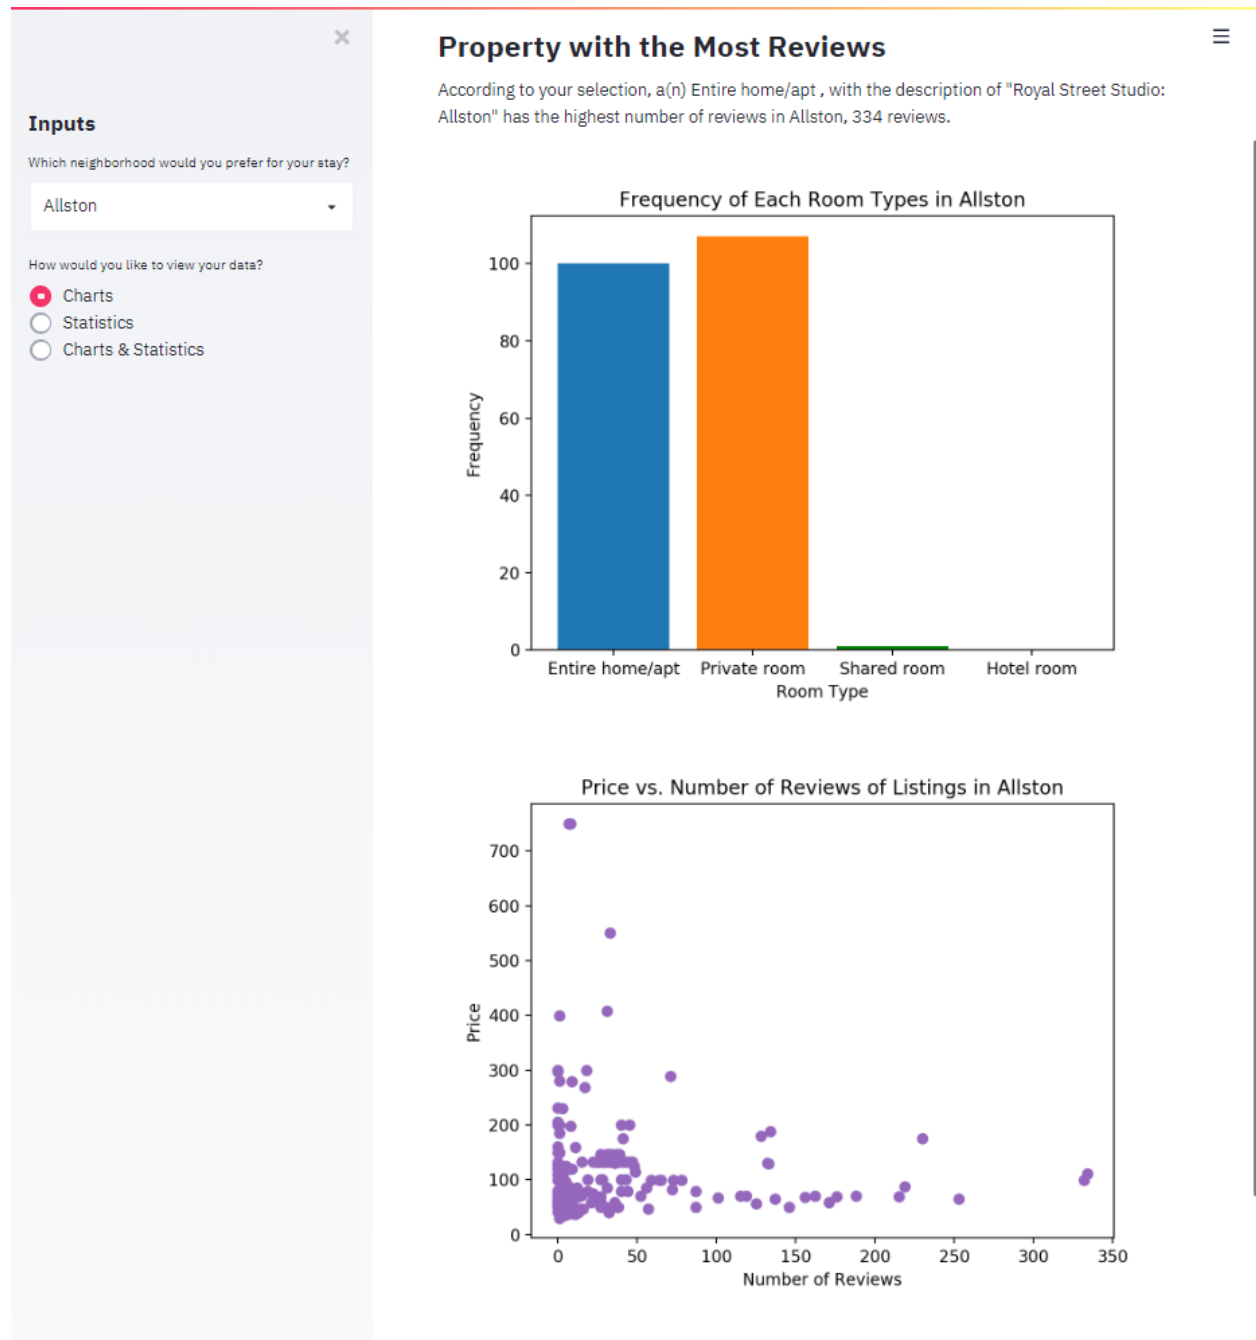 Inputs
Which neighborhood would you prefer for your stay?
Allston
How would you like to view your data?
Charts
Statistics
Charts & Statistics
Property with the Most Reviews
According to your selection, a(n) Entire home/apt , with the description of "Royal Street Studio:
Allston" has the highest number of reviews in Allston, 334 reviews.
Frequency of Each Room Types in Allston
Frequency
100
80
60
40
20
0
Entire home/apt Private room Shared room Hotel room
Room Type
Price vs. Number of Reviews of Listings in Allston
Price
700
600
500
400
300
200
100
0
0 50 100 150 200 250 300 350
Number of Reviews